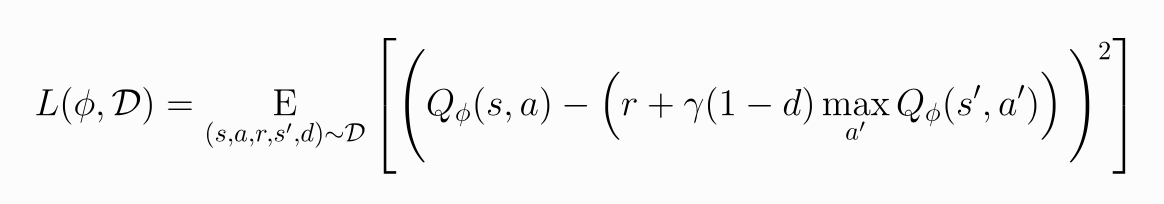 L(ϕ, 𝒟) = E_{(s,a,r,s′,d)∼𝒟} [ ( Q_ϕ(s, a) − ( r + γ(1 − d) max_{a′} Q_ϕ(s′, a′) ) )² ]